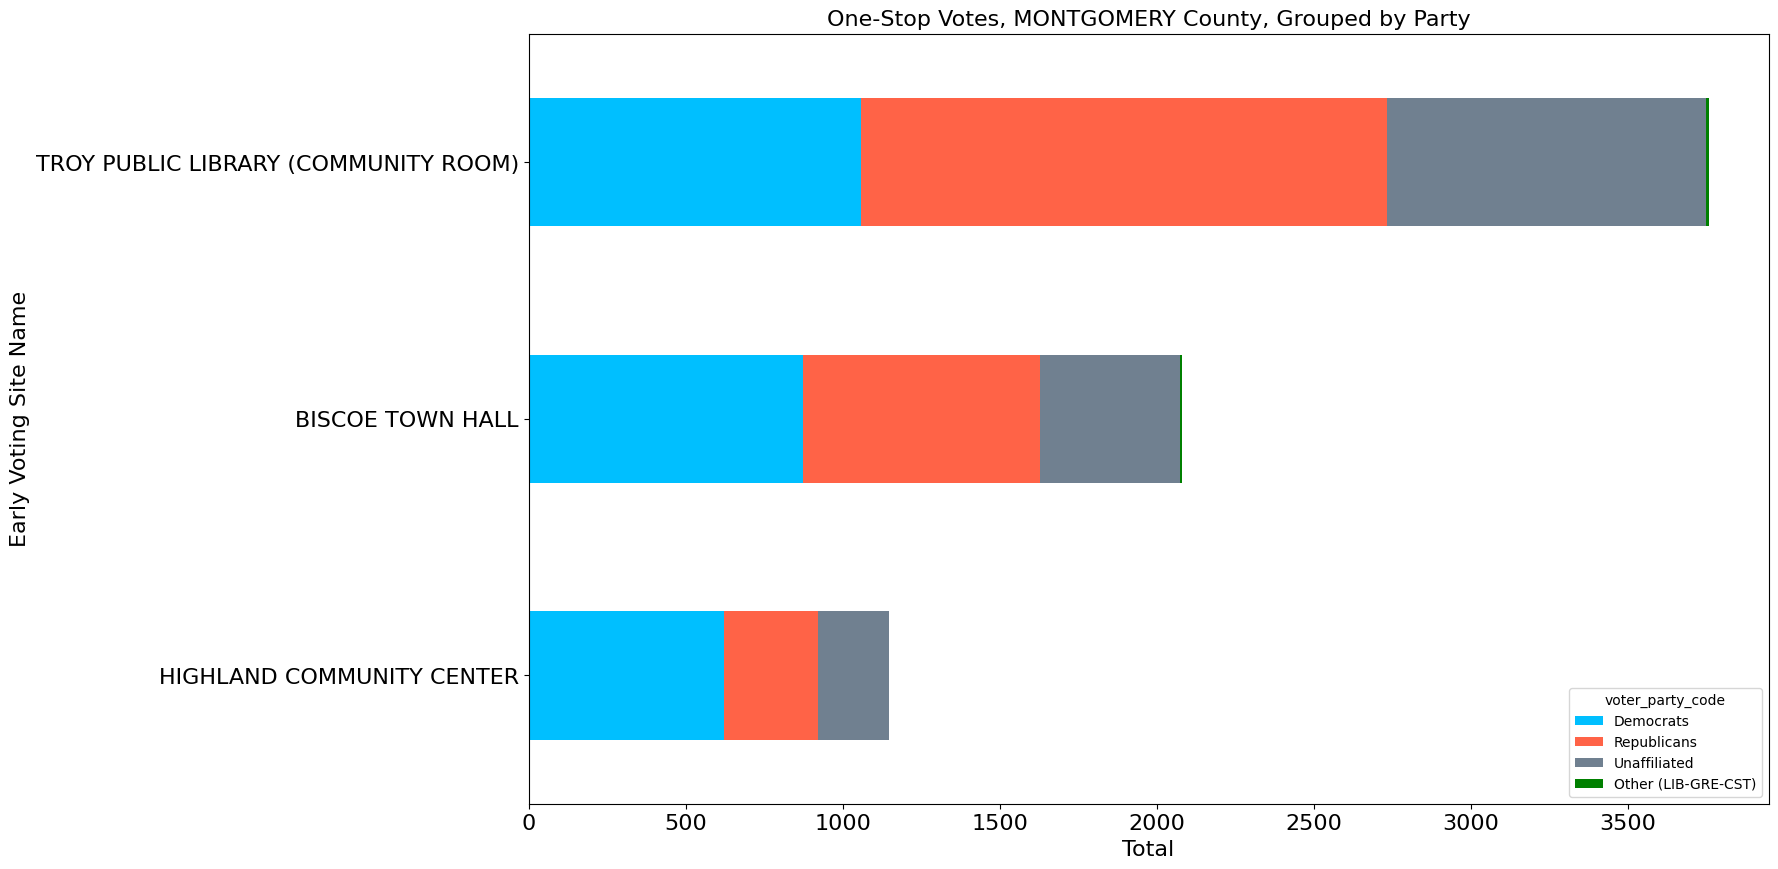 One-Stop Votes, MONTGOMERY County, Grouped by Party
Early Voting Site Name
TROY PUBLIC LIBRARY (COMMUNITY ROOM)
BISCOE TOWN HALL
HIGHLAND COMMUNITY CENTER
voter_party_code
Democrats
Republicans
Unaffiliated
Other (LIB-GRE-CST)
0 500 1000 1500 2000 2500 3000 3500
Total